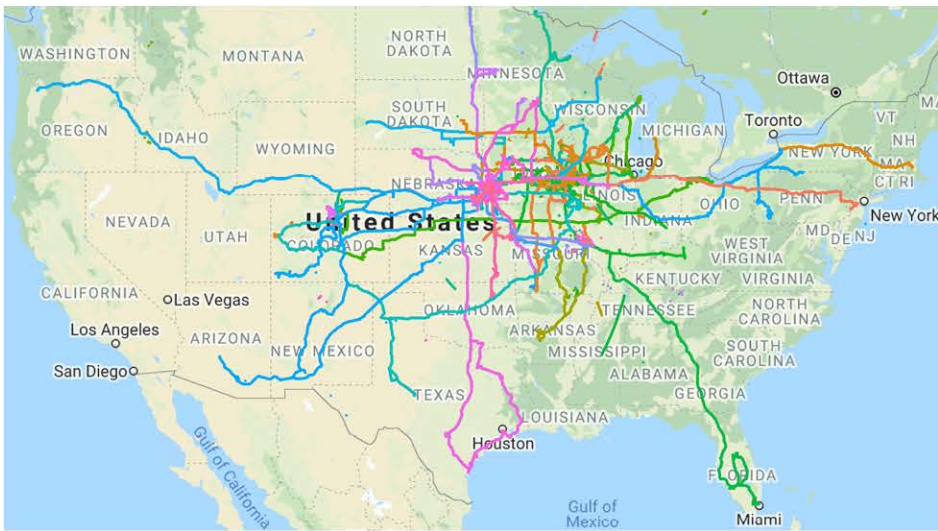 WASHINGTON
MONTANA
NORTH
DAKOTA
MINNESOTA
Ottawa
OREGON
IDAHO
WYOMING
SOUTH
DAKOTA
WISCONSIN
MICHIGAN
Toronto
VT
NH
NEW YORK
MA
CT RI
NEVADA
UTAH
NEBRASKA
Chicago
ILLINOIS
INDIANA
OHIO
PENN
New York
United States
COLORADO
KANSAS
MISSOURI
WEST
VIRGINIA
MD
DE
NJ
CALIFORNIA
Las Vegas
KENTUCKY
VIRGINIA
Los Angeles
ARIZONA
NEW MEXICO
OKLAHOMA
ARKANSAS
TENNESSEE
NORTH
CAROLINA
San Diego
MISSISSIPPI
SOUTH
CAROLINA
TEXAS
ALABAMA
GEORGIA
LOUISIANA
Houston
Gulf of California
FLORIDA
Gulf of
Mexico
Miami